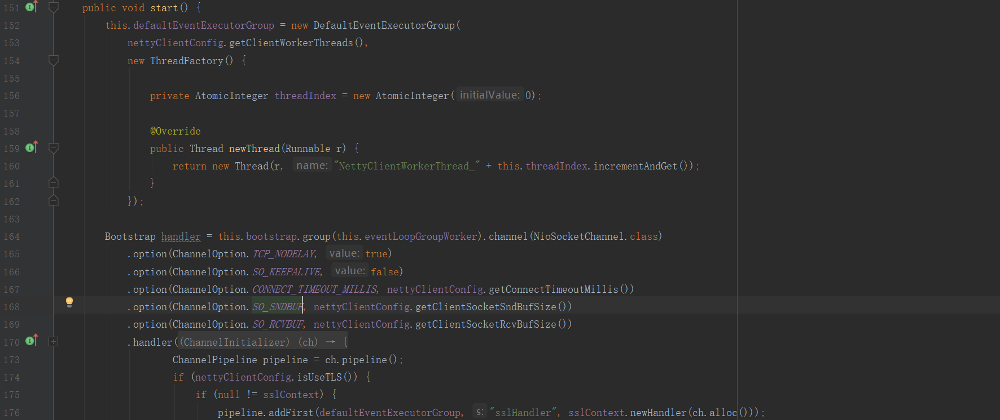 151 public void start() {
152 this.defaultEventExecutorGroup = new DefaultEventExecutorGroup(
153 nettyClientConfig.getClientWorkerThreads(),
154 new ThreadFactory() {
155
156 private AtomicInteger threadIndex = new AtomicInteger( initialValue: 0);
157
158 @Override
159 public Thread newThread(Runnable r) {
160 return new Thread(r, name: "NettyClientWorkerThread_" + this.threadIndex.incrementAndGet());
161 }
162 });
163
164 Bootstrap handler = this.bootstrap.group(this.eventLoopGroupWorker).channel(NioSocketChannel.class)
165 .option(ChannelOption.TCP_NODELAY, value: true)
166 .option(ChannelOption.SO_KEEPALIVE, value: false)
167 .option(ChannelOption.CONNECT_TIMEOUT_MILLIS, nettyClientConfig.getConnectTimeoutMillis())
168 .option(ChannelOption.SO_SNDBUF, nettyClientConfig.getClientSocketSndBufSize())
169 .option(ChannelOption.SO_RCVBUF, nettyClientConfig.getClientSocketRcvBufSize())
170 .handler((ChannelInitializer) (ch) → {
173 ChannelPipeline pipeline = ch.pipeline();
174 if (nettyClientConfig.isUseTLS()) {
175 if (null != sslContext) {
176 pipeline.addFirst(defaultEventExecutorGroup, s: "sslHandler", sslContext.newHandler(ch.alloc()));